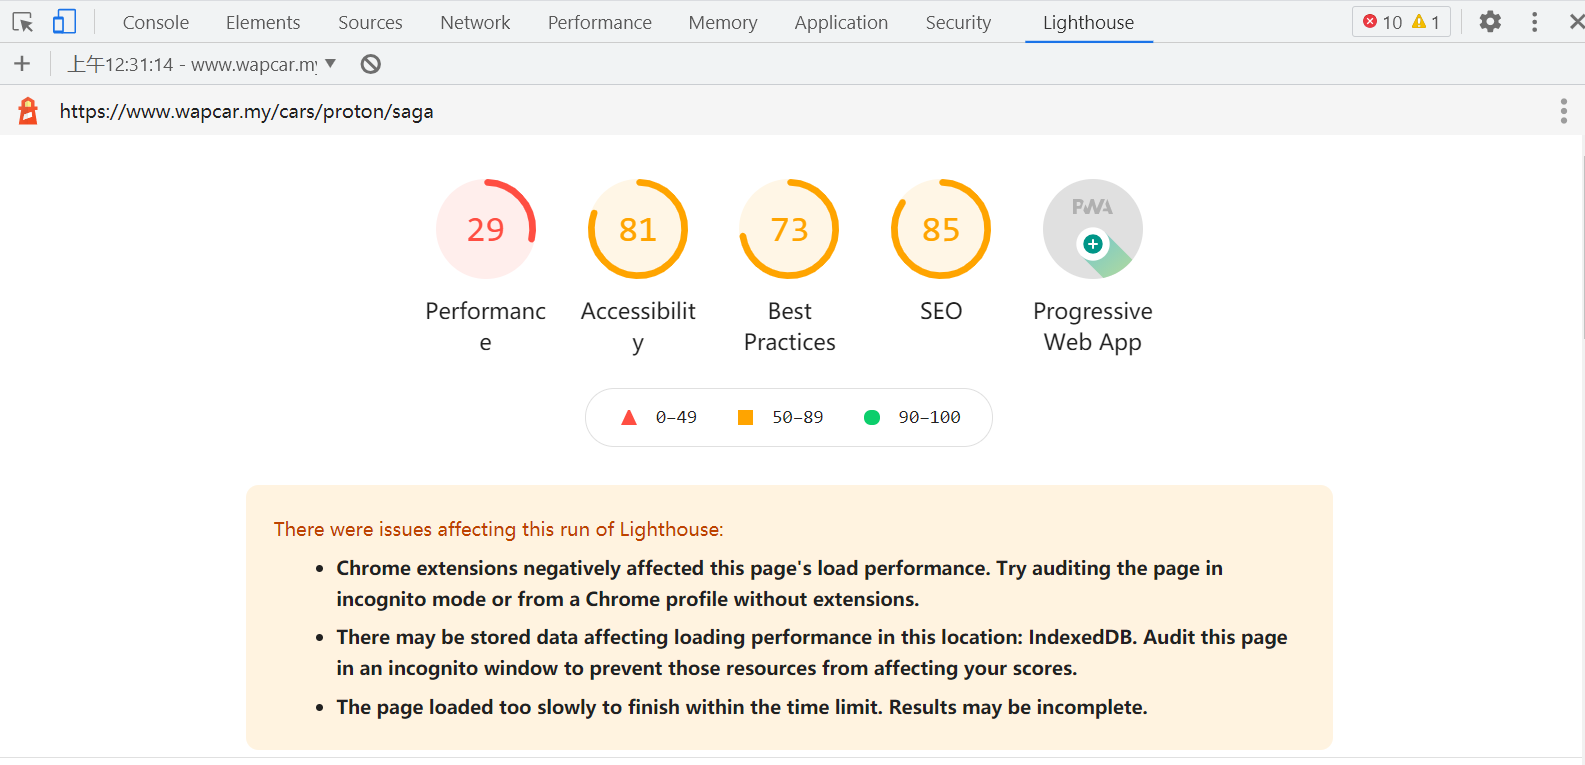 Console Elements Sources Network Performance Memory Application Security Lighthouse 10 1
上午12:31:14 - www.wapcar.my
https://www.wapcar.my/cars/proton/saga
29 81 73 85 PWA
Performanc
e
Accessibilit
y
Best
Practices
SEO
Progressive
Web App
0–49 50–89 90–100
There were issues affecting this run of Lighthouse:
Chrome extensions negatively affected this page's load performance. Try auditing the page in
incognito mode or from a Chrome profile without extensions.
There may be stored data affecting loading performance in this location: IndexedDB. Audit this page
in an incognito window to prevent those resources from affecting your scores.
The page loaded too slowly to finish within the time limit. Results may be incomplete.